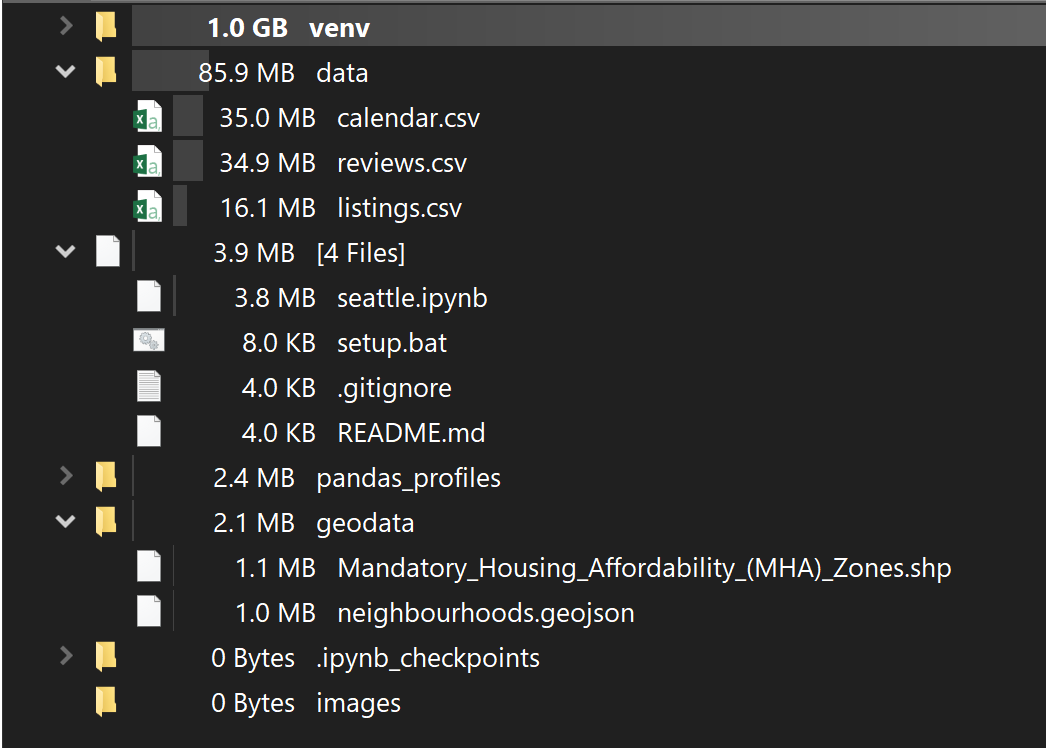 1.0 GB venv
85.9 MB data
35.0 MB calendar.csv
34.9 MB reviews.csv
16.1 MB listings.csv
3.9 MB [4 Files]
3.8 MB seattle.ipynb
8.0 KB setup.bat
4.0 KB .gitignore
4.0 KB README.md
2.4 MB pandas_profiles
2.1 MB geodata
1.1 MB Mandatory_Housing_Affordability_(MHA)_Zones.shp
1.0 MB neighbourhoods.geojson
0 Bytes .ipynb_checkpoints
0 Bytes images